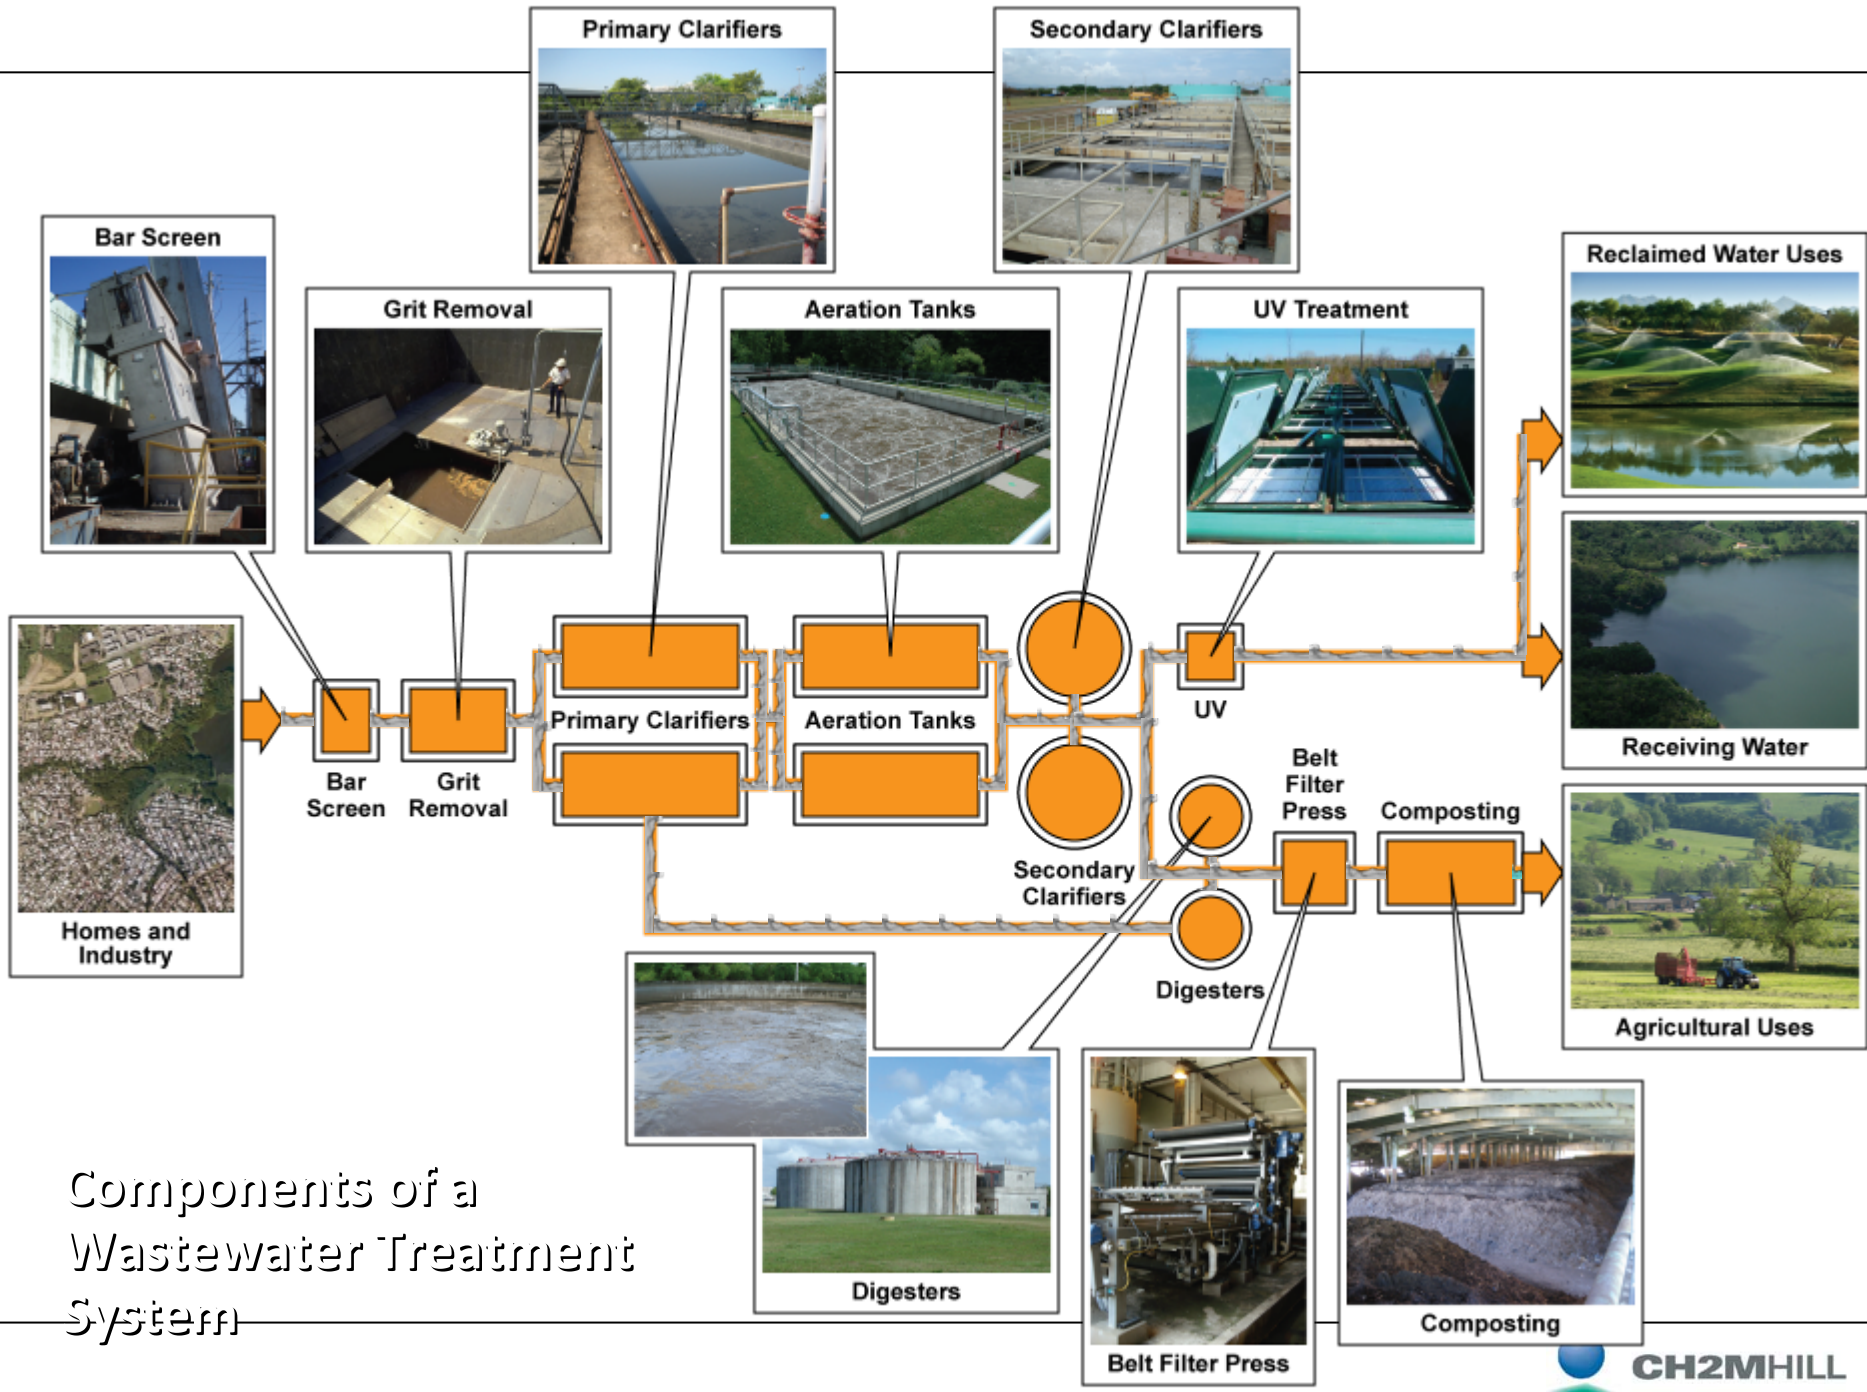 Primary Clarifiers
Secondary Clarifiers
Bar Screen
Grit Removal
Aeration Tanks
UV Treatment
Reclaimed Water Uses
Homes and
Industry
Bar
Screen
Grit
Removal
Primary Clarifiers
Aeration Tanks
Secondary
Clarifiers
UV
Digesters
Belt
Filter
Press
Composting
Receiving Water
Agricultural Uses
Digesters
Belt Filter Press
Composting
Components of a
Wastewater Treatment
System
CH2MHILL